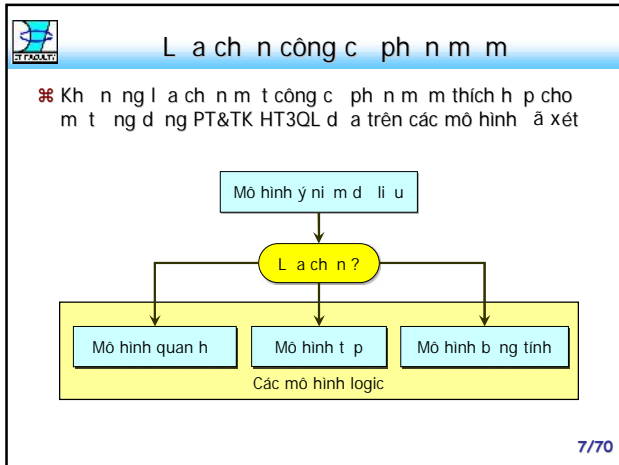 IT FACULTY
L a ch n công c ph n m m
Kh n ng l a ch n m t công c ph n m m thích h p cho
m t ng d ng PT&TK HT3QL d a trên các mô hình ã xét
Mô hình ý ni m d li u
L a ch n ?
Mô hình quan h
Mô hình t p
Mô hình b ng tính
Các mô hình logic
7/70